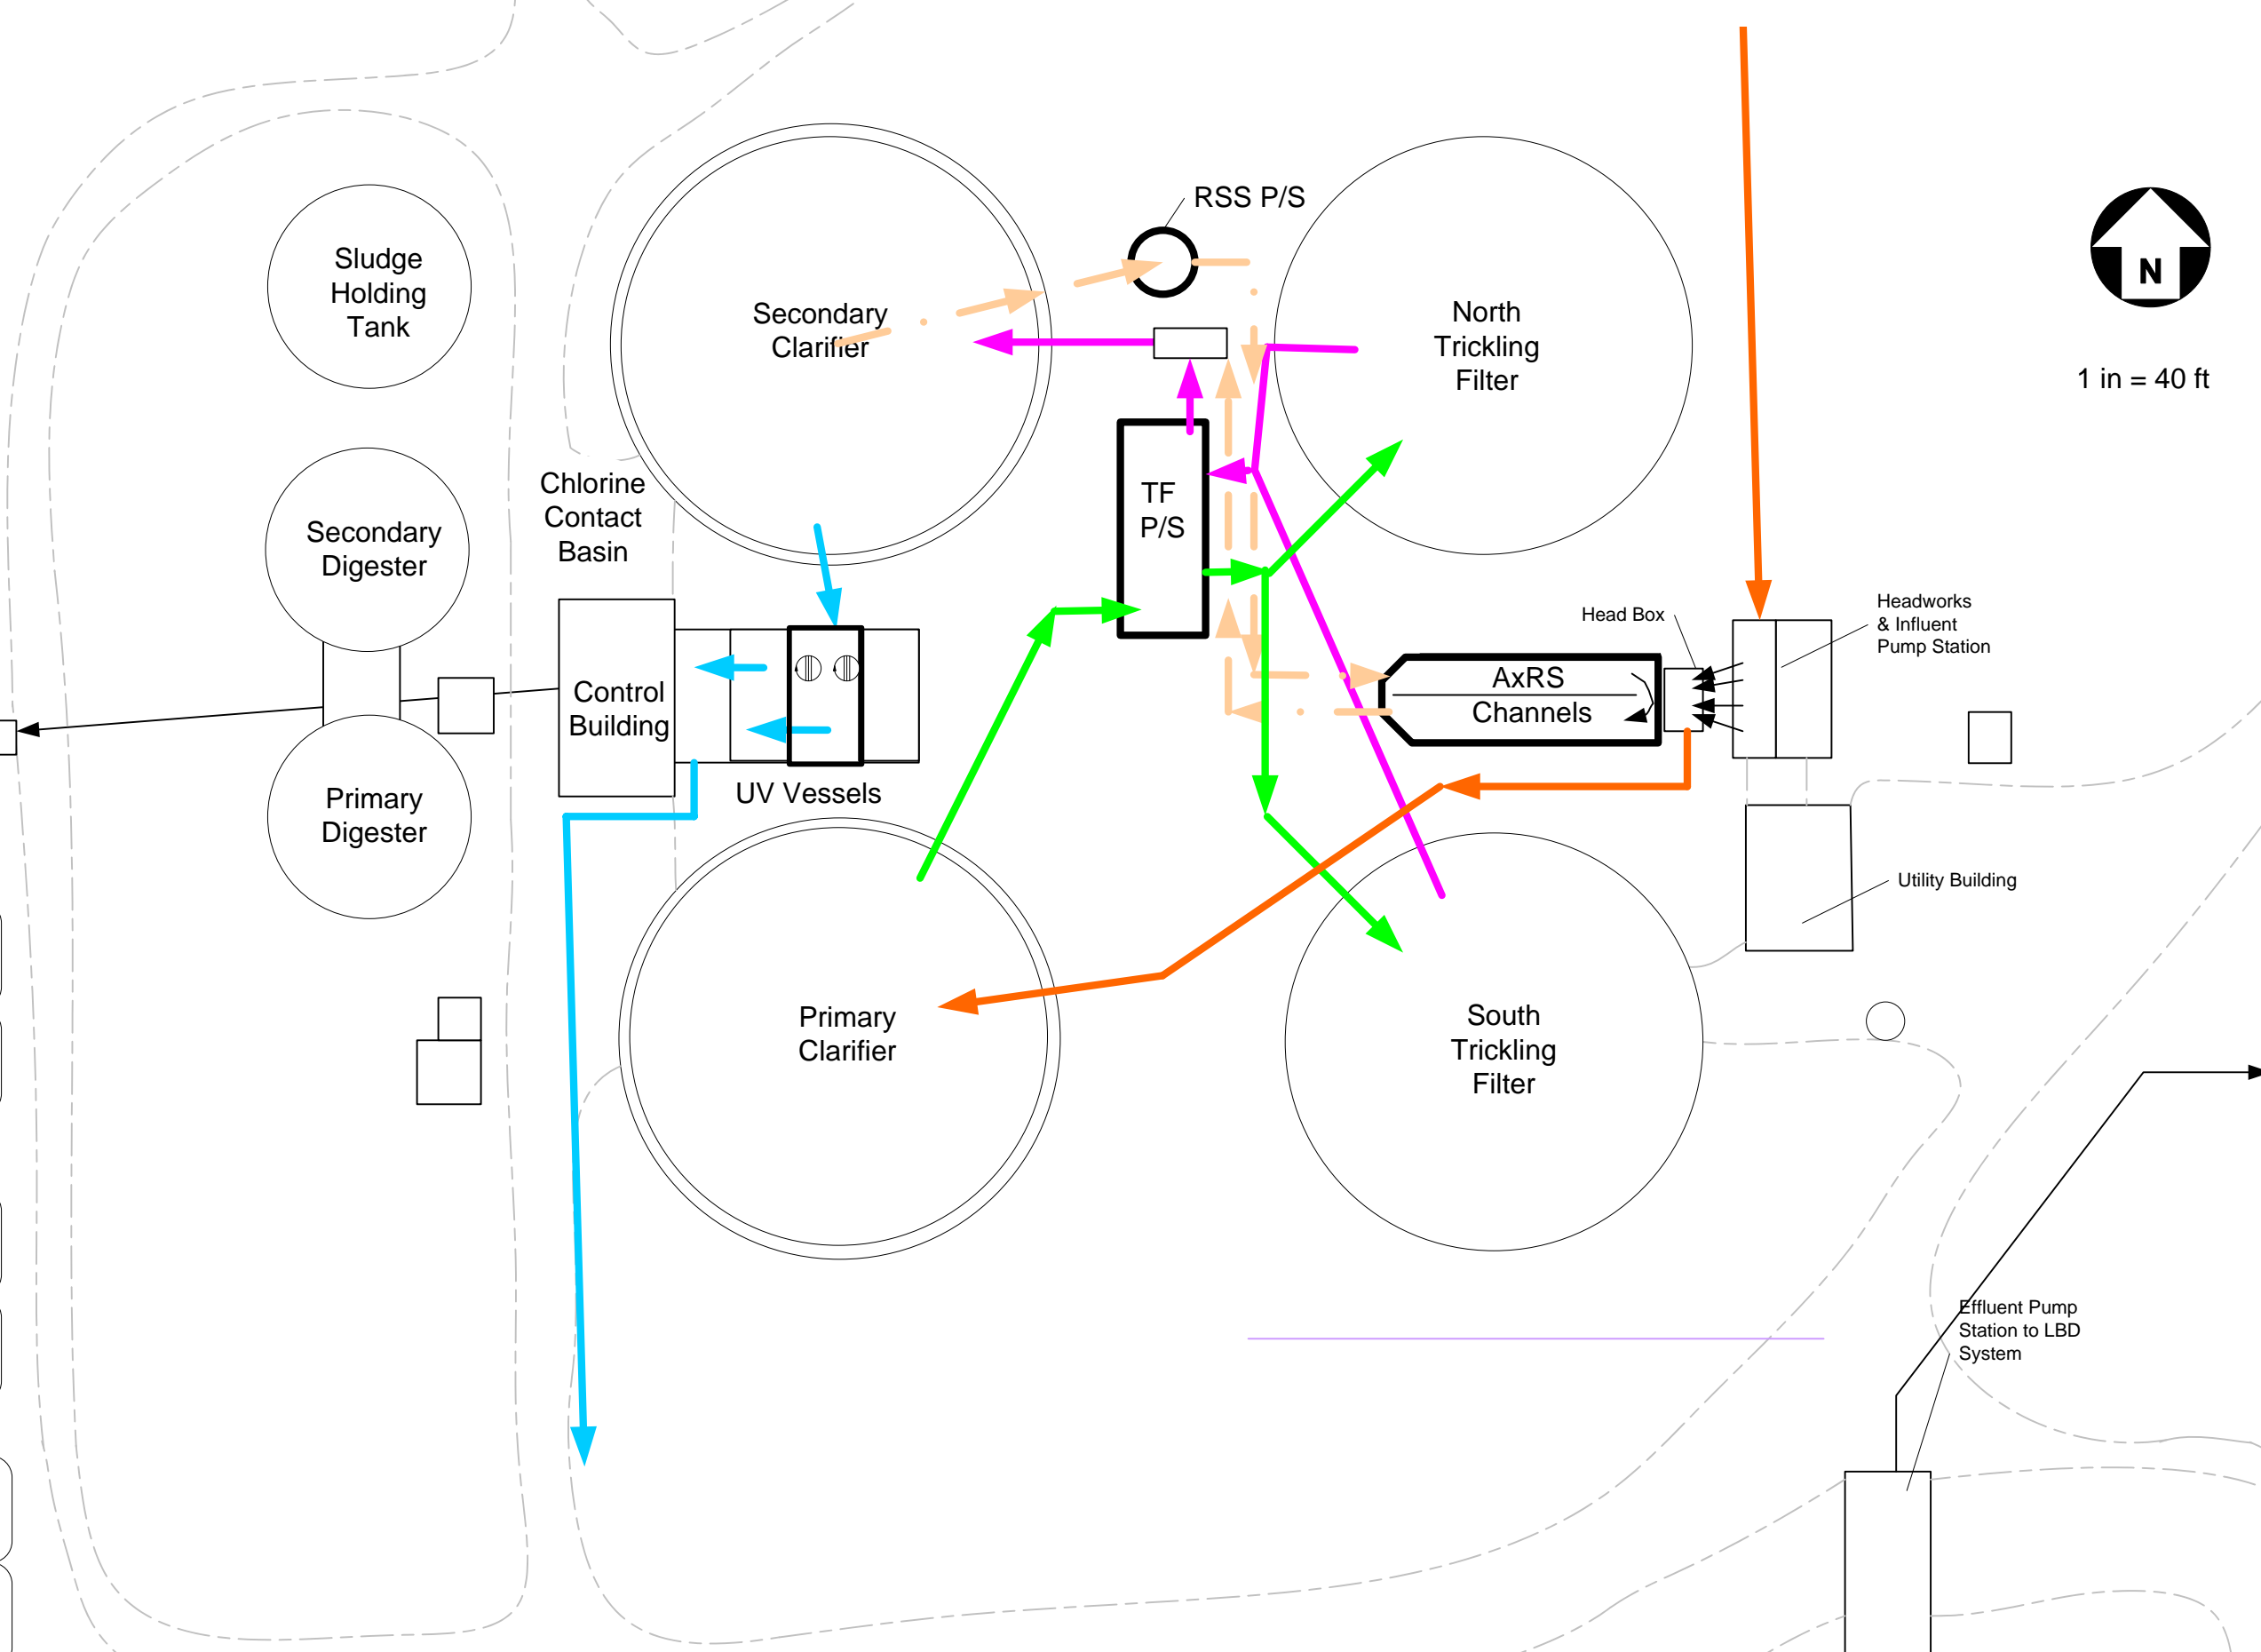 RSS P/S
Sludge
Holding
Tank
Secondary
Clarifier
North
Trickling
Filter
N
1 in = 40 ft
Chlorine
Contact
Basin
TF
P/S
Secondary
Digester
Head Box
Headworks
& Influent
Pump Station
Control
Building
AxRS
Channels
UV Vessels
Primary
Digester
Utility Building
Primary
Clarifier
South
Trickling
Filter
Effluent Pump
Station to LBD
System